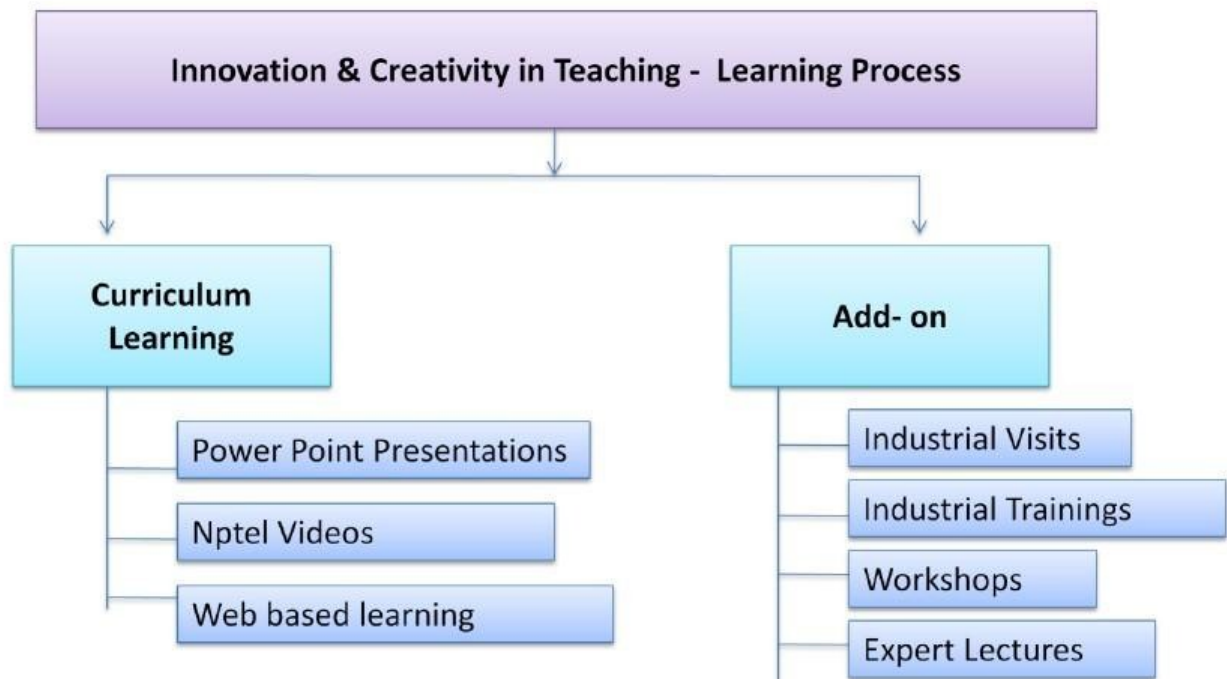 Innovation & Creativity in Teaching - Learning Process
Curriculum
Learning
Power Point Presentations
Nptel Videos
Web based learning
Add- on
Industrial Visits
Industrial Trainings
Workshops
Expert Lectures